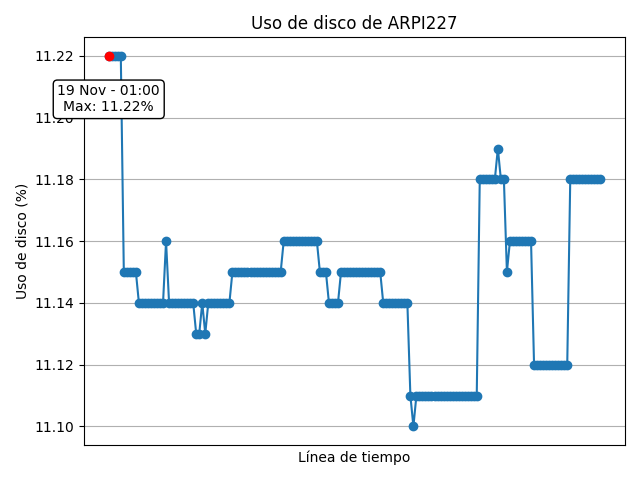 Uso de disco de ARPI227
11.22
19 Nov - 01:00
Max: 11.22%
11.20
11.18
11.16
11.14
11.12
11.10
Uso de disco (%)
Línea de tiempo